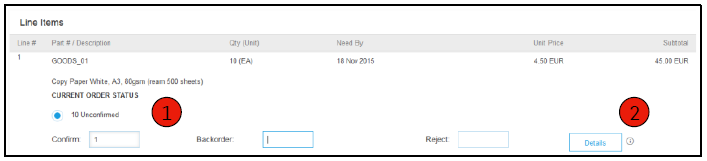 Line Items
Line # Part # / Description Qty (Unit) Need By Unit Price Subtotal
1 GOODS_01 10 (EA) 18 Nov 2015 4.50 EUR 45.00 EUR
Copy Paper White, A3, 80gsm (ream 500 sheets)
CURRENT ORDER STATUS
10 Unconfirmed 1 2
Confirm: 1 Backorder: Reject: Details i